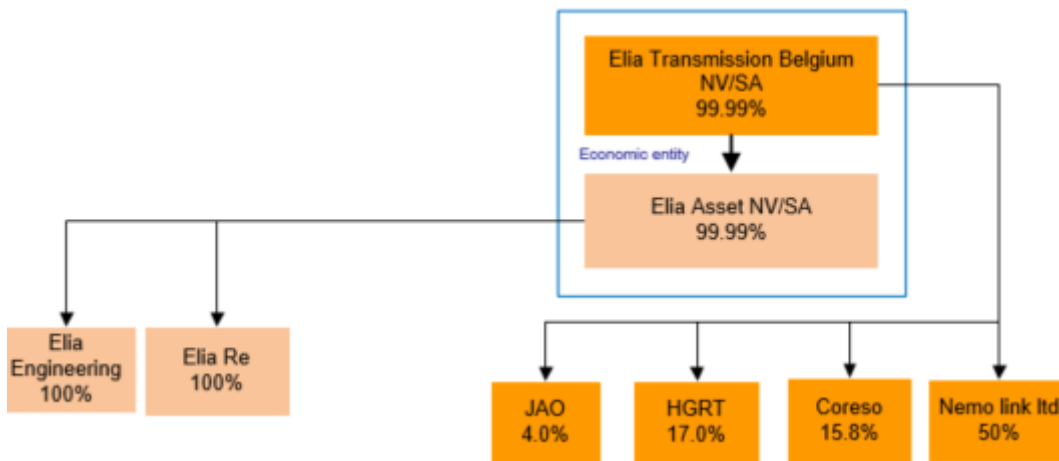 Elia Transmission Belgium
NV/SA
99.99%
Economic entity
Elia Asset NV/SA
99.99%
Elia
Engineering
100%
Elia Re
100%
JAO
4.0%
HGRT
17.0%
Coreso
15.8%
Nemo link ltd
50%